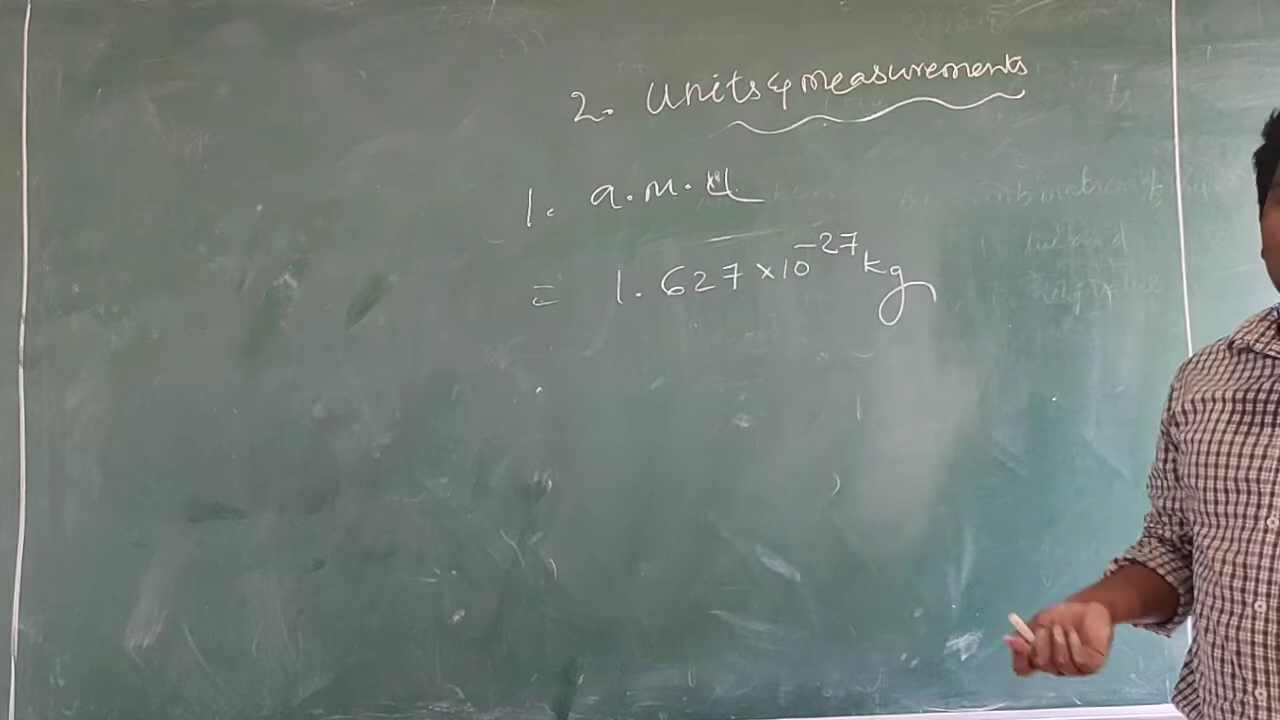 2. Units & measurements
1. a.m.u
= 1.627 × 10⁻²⁷ kg